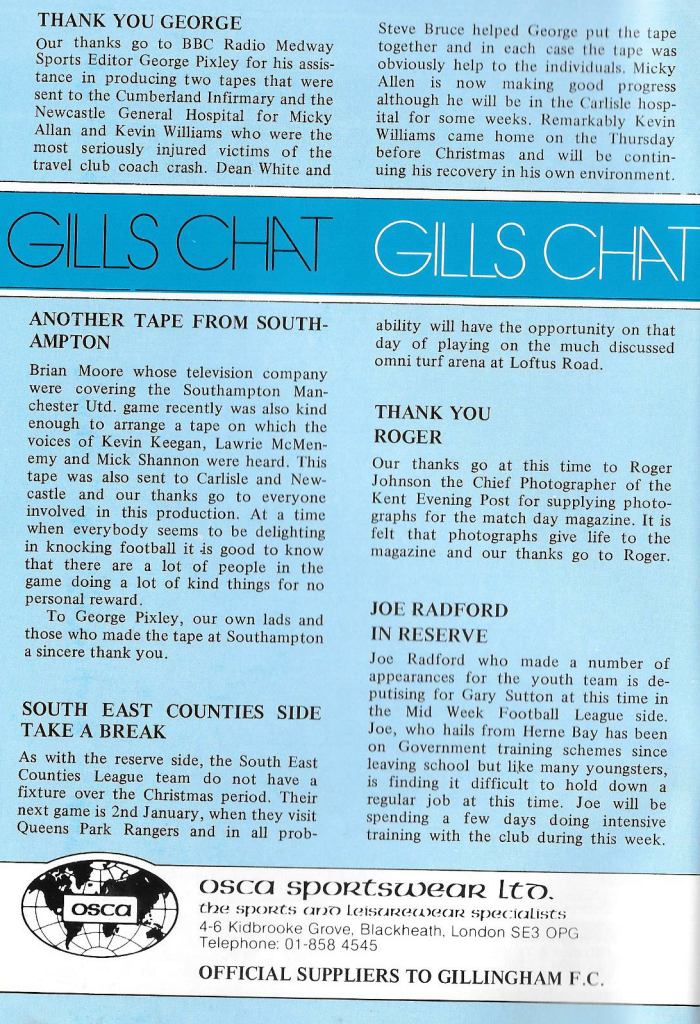 THANK YOU GEORGE
Our thanks go to BBC Radio Medway
Sports Editor George Pixley for his assis-
tance in producing two tapes that were
sent to the Cumberland Infirmary and the
Newcastle General Hospital for Micky
Allan and Kevin Williams who were the
most seriously injured victims of the
travel club coach crash. Dean White and
Steve Bruce helped George put the tape
together and in each case the tape was
obviously help to the individuals. Micky
Allen is now making good progress
although he will be in the Carlisle hosp-
ital for some weeks. Remarkably Kevin
Williams came home on the Thursday
before Christmas and will be contin-
uing his recovery in his own environment.
GILLS CHAT
GILLS CHAT
ANOTHER TAPE FROM SOUTH-
AMPTON
Brian Moore whose television company
were covering the Southampton Man-
chester Utd. game recently was also kind
enough to arrange a tape on which the
voices of Kevin Keegan, Lawrie McMen-
emy and Mick Shannon were heard. This
tape was also sent to Carlisle and New-
castle and our thanks go to everyone
involved in this production. At a time
when everybody seems to be delighting
in knocking football it is good to know
that there are a lot of people in the
game doing a lot of kind things for no
personal reward.
To George Pixley, our own lads and
those who made the tape at Southampton
a sincere thank you.
SOUTH EAST COUNTIES SIDE
TAKE A BREAK
As with the reserve side, the South East
Counties League team do not have a
fixture over the Christmas period. Their
next game is 2nd January, when they visit
Queens Park Rangers and in all prob-
ability will have the opportunity on that
day of playing on the much discussed
omni turf arena at Loftus Road.
THANK YOU
ROGER
Our thanks go at this time to Roger
Johnson the Chief Photographer of the
Kent Evening Post for supplying photo-
graphs for the match day magazine. It is
felt that photographs give life to the
magazine and our thanks go to Roger.
JOE RADFORD
IN RESERVE
Joe Radford who made a number of
appearances for the youth team is de-
putising for Gary Sutton at this time in
the Mid Week Football League side.
Joe, who hails from Herne Bay has been
on Government training schemes since
leaving school but like many youngsters,
is finding it difficult to hold down a
regular job at this time. Joe will be
spending a few days doing intensive
training with the club during this week.
OSCA
OSCA SPORTSWEAR LTD.
the sports and leisurewear specialists
4-6 Kidbrooke Grove, Blackheath, London SE3 OPG
Telephone: 01-858 4545
OFFICIAL SUPPLIERS TO GILLINGHAM F.C.